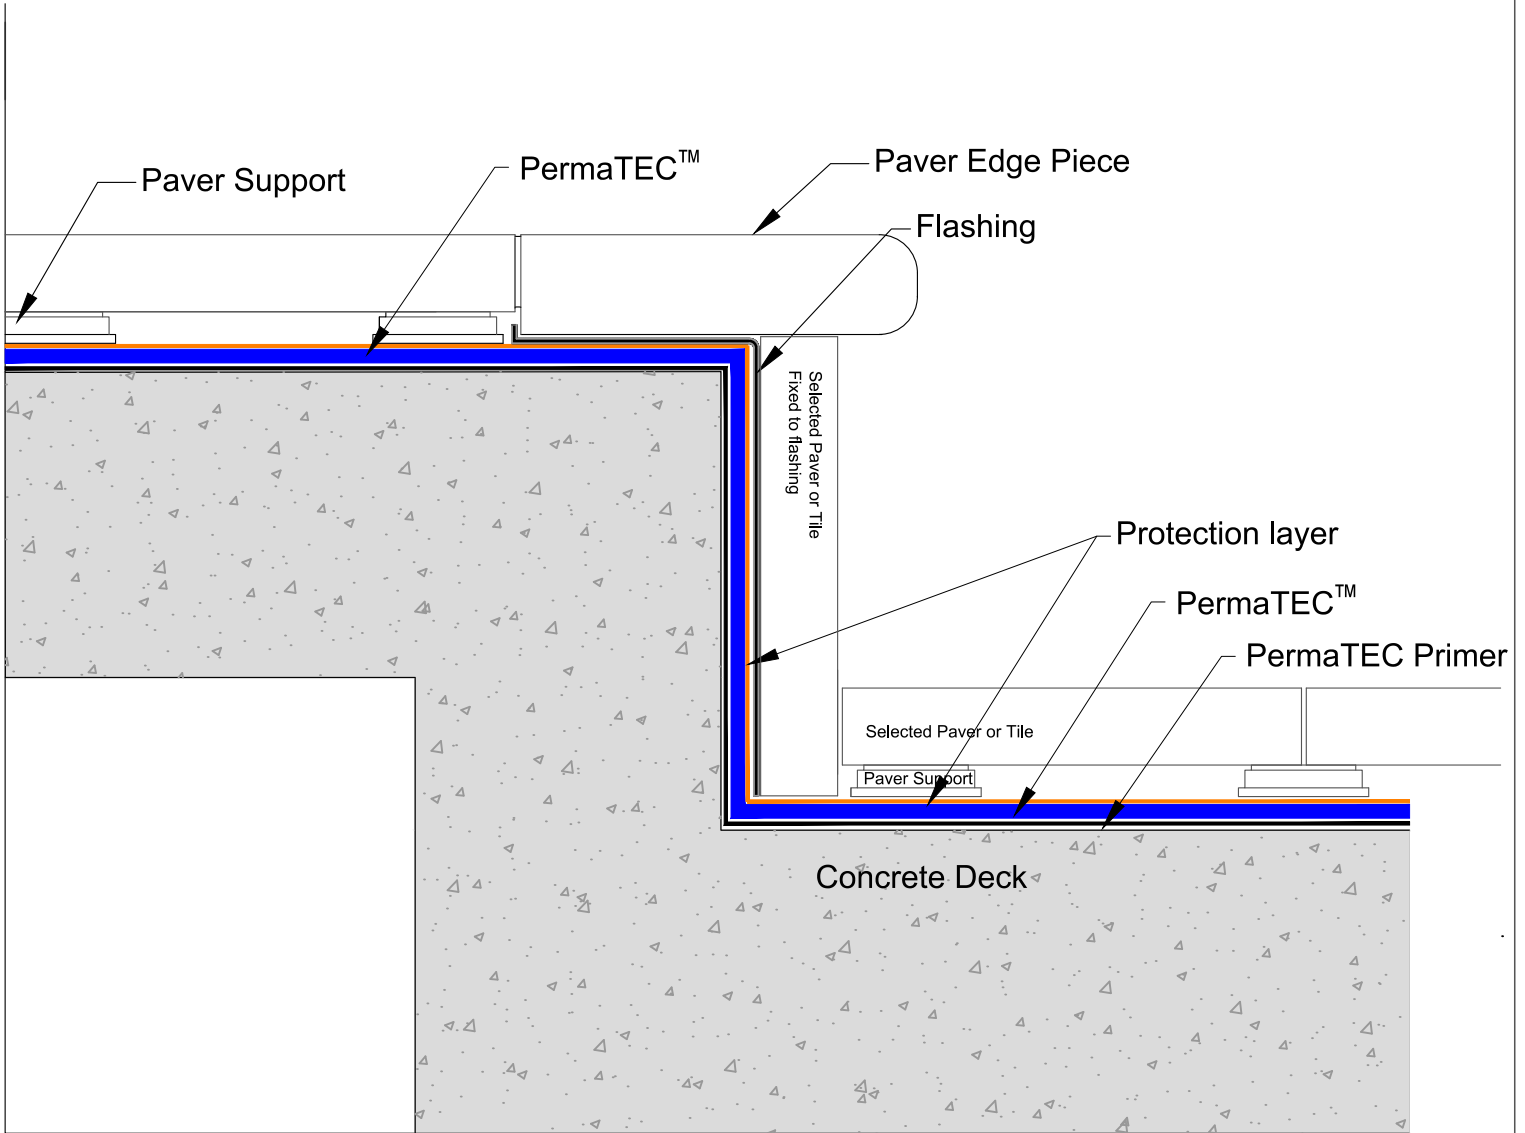 Paver Support
PermaTEC™
Paver Edge Piece
Flashing
Selected Paver or Tile
Fixed to flashing
Protection layer
PermaTEC™
PermaTEC Primer
Selected Paver or Tile
Paver Support
Concrete Deck